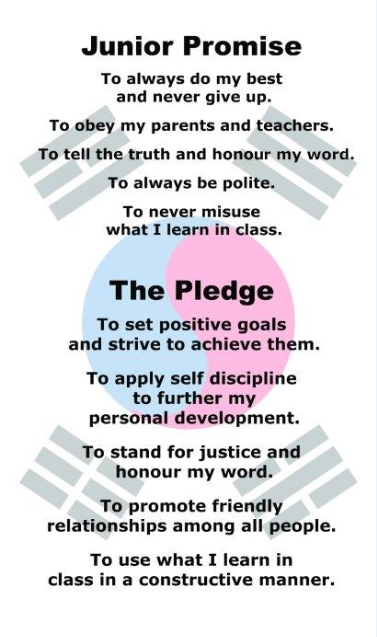 Junior Promise
To always do my best
and never give up.
To obey my parents and teachers.
To tell the truth and honour my word.
To always be polite.
To never misuse
what I learn in class.
The Pledge
To set positive goals
and strive to achieve them.
To apply self discipline
to further my
personal development.
To stand for justice and
honour my word.
To promote friendly
relationships among all people.
To use what I learn in
class in a constructive manner.